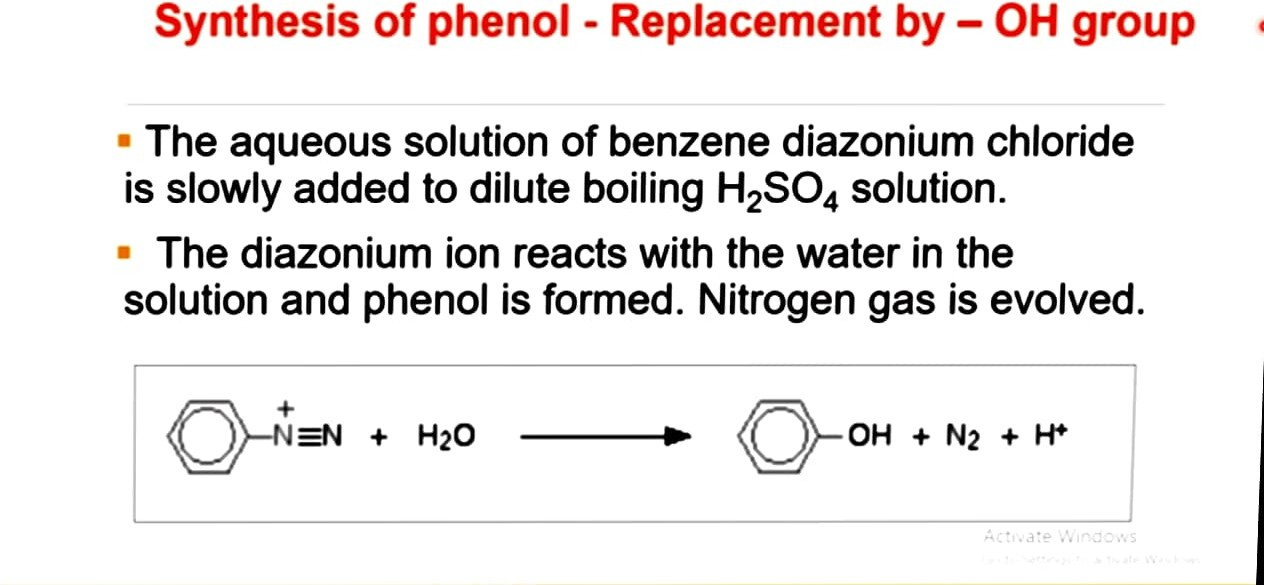 Synthesis of phenol - Replacement by – OH group
▪ The aqueous solution of benzene diazonium chloride
is slowly added to dilute boiling H₂SO₄ solution.
▪ The diazonium ion reacts with the water in the
solution and phenol is formed. Nitrogen gas is evolved.
+
–N≡N + H2O → –OH + N2 + H⁺
Activate Windows